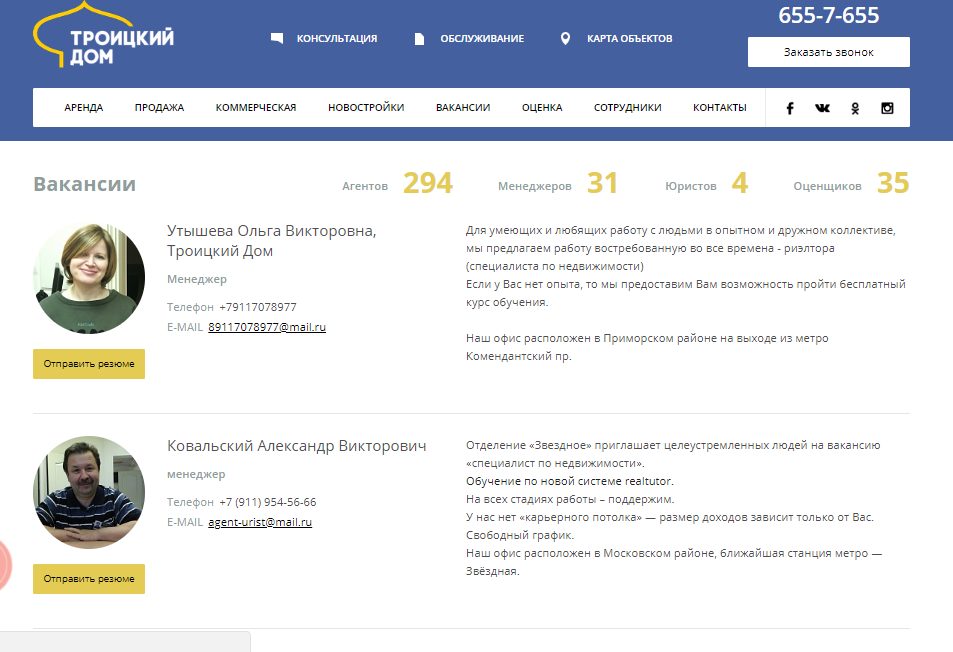 655-7-655
ТРОИЦКИЙ
ДОМ
КОНСУЛЬТАЦИЯ
ОБСЛУЖИВАНИЕ
КАРТА ОБЪЕКТОВ
Заказать звонок
АРЕНДА
ПРОДАЖА
КОММЕРЧЕСКАЯ
НОВОСТРОЙКИ
ВАКАНСИИ
ОЦЕНКА
СОТРУДНИКИ
КОНТАКТЫ
Вакансии
Агентов 294
Менеджеров 31
Юристов 4
Оценщиков 35
Утышева Ольга Викторовна,
Троицкий Дом
Менеджер
Телефон +79117078977
E-MAIL 89117078977@mail.ru
Отправить резюме
Для умеющих и любящих работу с людьми в опытном и дружном коллективе,
мы предлагаем работу востребованную во все времена - риэлтора
(специалиста по недвижимости)
Если у Вас нет опыта, то мы предоставим Вам возможность пройти бесплатный
курс обучения.
Наш офис расположен в Приморском районе на выходе из метро
Комендантский пр.
Ковальский Александр Викторович
менеджер
Телефон +7 (911) 954-56-66
E-MAIL agent-urist@mail.ru
Отправить резюме
Отделение «Звездное» приглашает целеустремленных людей на вакансию
«специалист по недвижимости».
Обучение по новой системе realtutor.
На всех стадиях работы – поддержим.
У нас нет «карьерного потолка» — размер доходов зависит только от Вас.
Свободный график.
Наш офис расположен в Московском районе, ближайшая станция метро —
Звёздная.